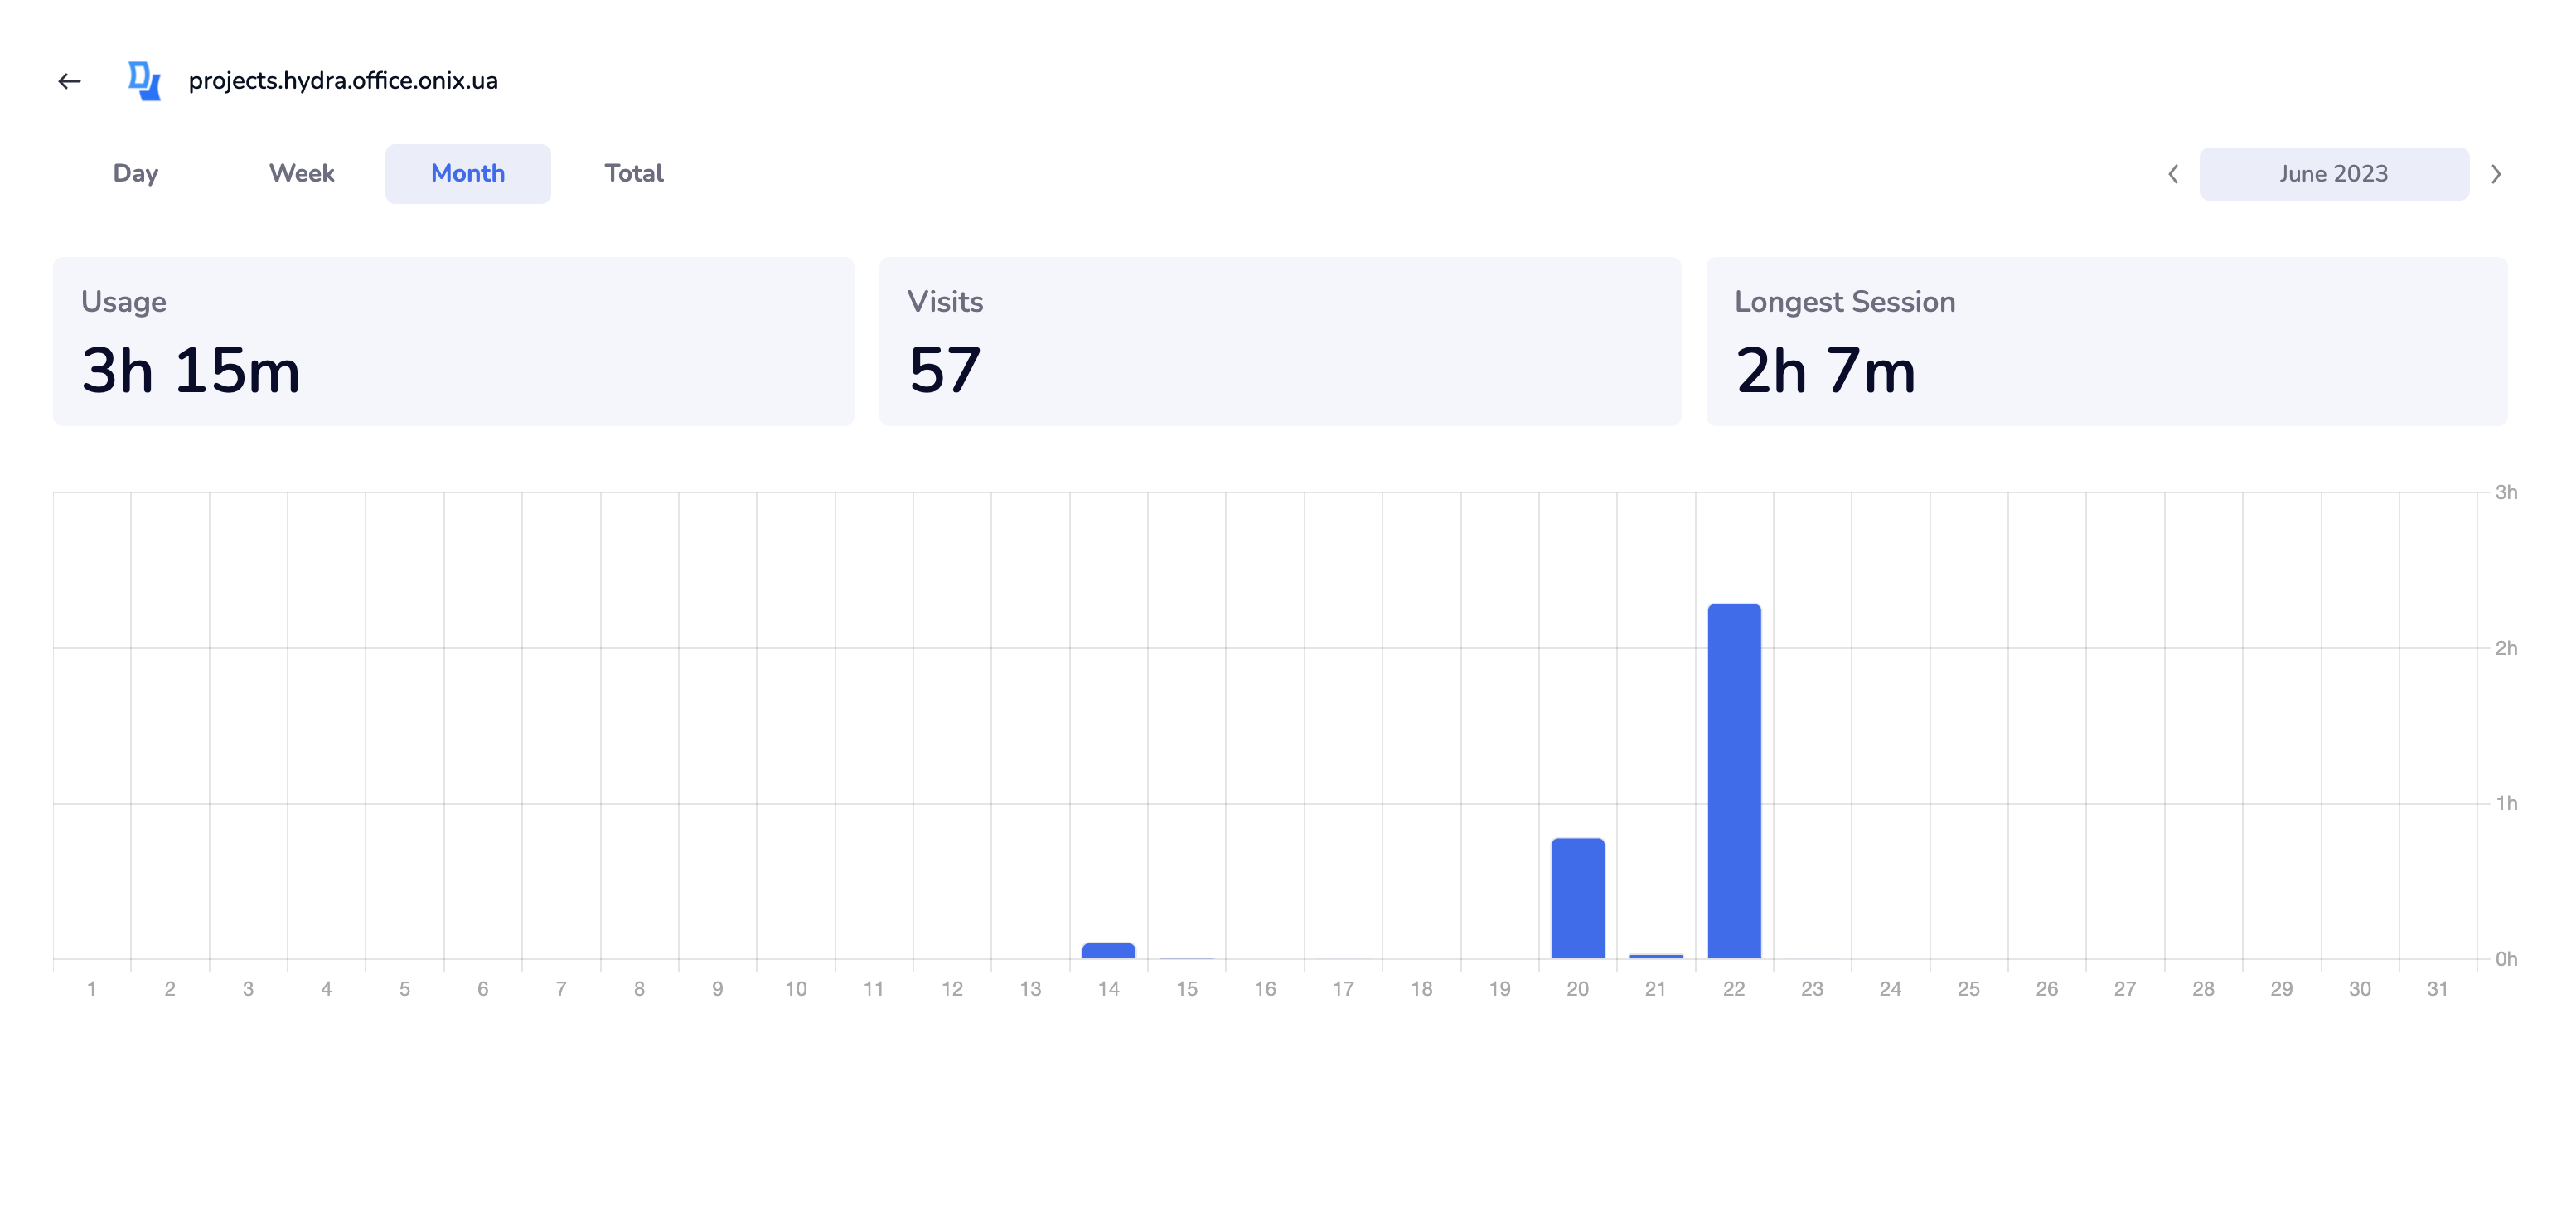 projects.hydra.office.onix.ua
Day Week Month Total June 2023
Usage Visits Longest Session
3h 15m 57 2h 7m
3h
2h
1h
0h
1 2 3 4 5 6 7 8 9 10 11 12 13 14 15 16 17 18 19 20 21 22 23 24 25 26 27 28 29 30 31